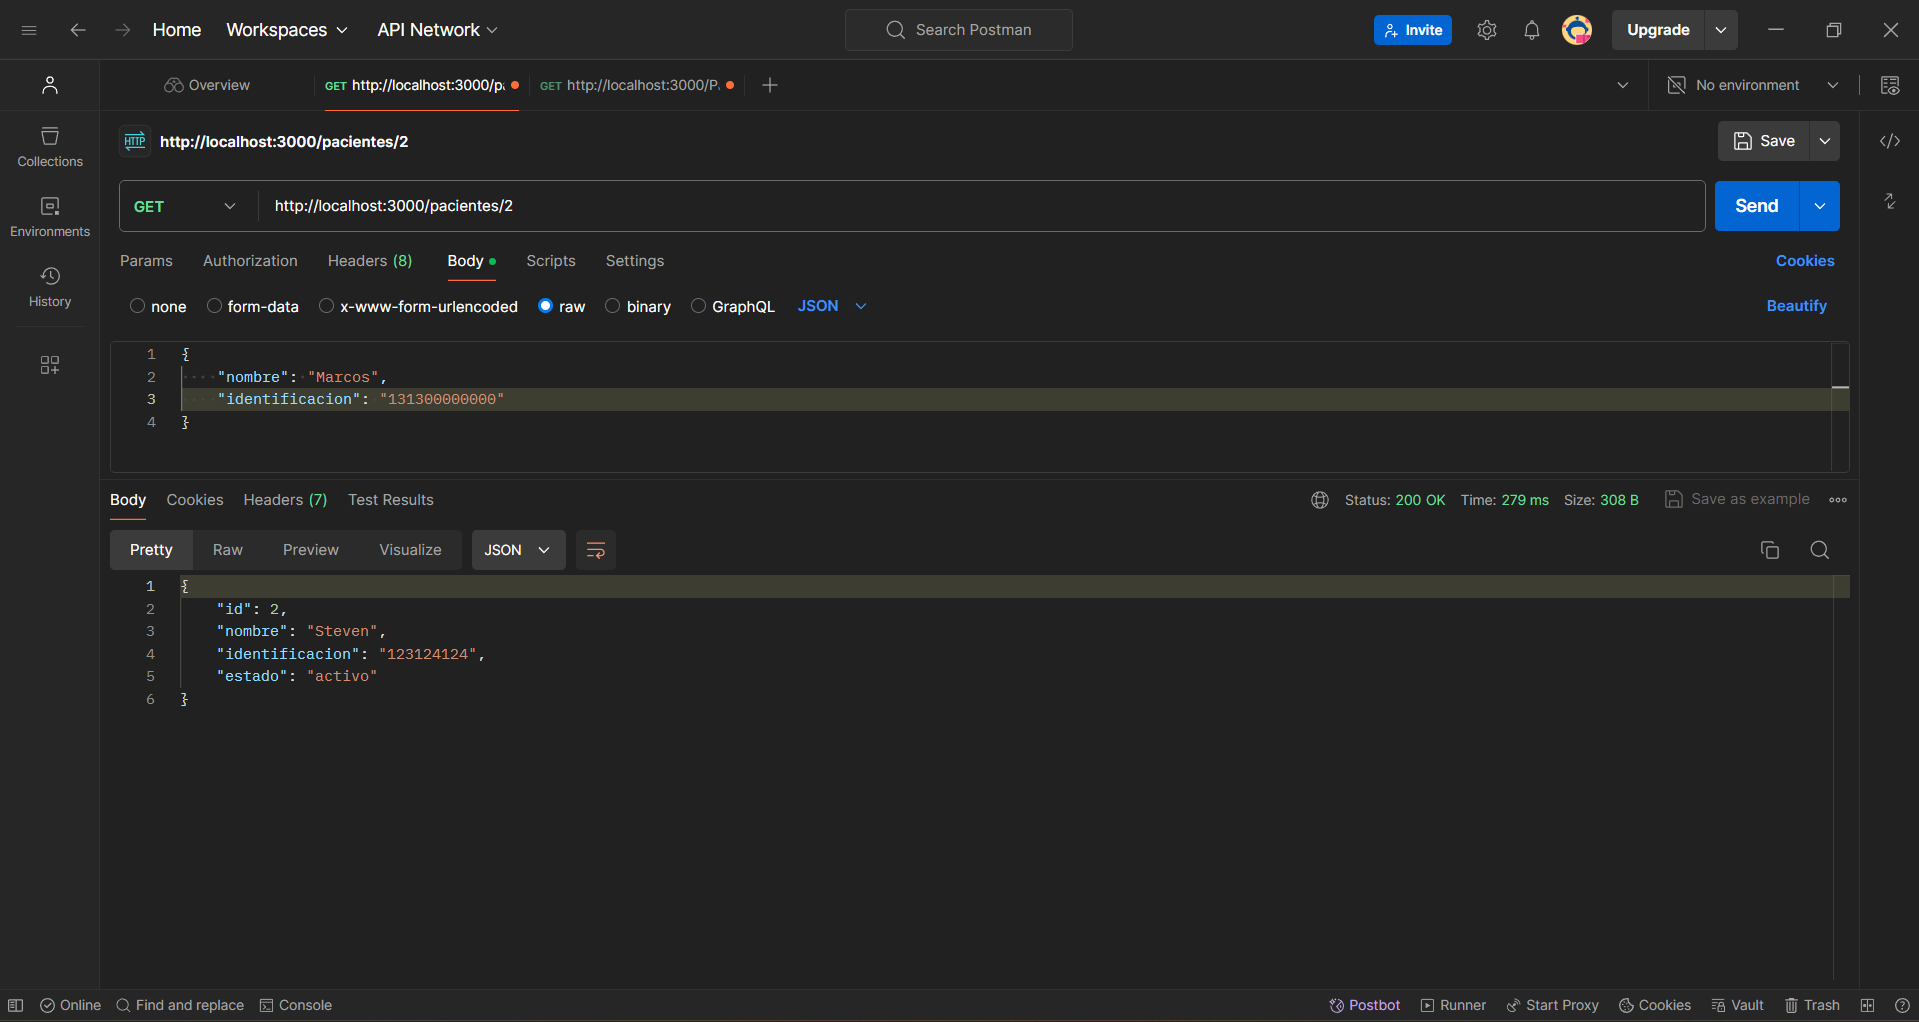 Home Workspaces API Network Search Postman Invite Upgrade
Overview GET http://localhost:3000/p GET http://localhost:3000/P No environment
HTTP http://localhost:3000/pacientes/2 Save
Collections
GET http://localhost:3000/pacientes/2 Send
Environments
Params Authorization Headers (8) Body Scripts Settings Cookies
History
none form-data x-www-form-urlencoded raw binary GraphQL JSON Beautify
1 {
2 "nombre": "Marcos",
3 "identificacion": "131300000000"
4 }
Body Cookies Headers (7) Test Results Status: 200 OK Time: 279 ms Size: 308 B Save as example
Pretty Raw Preview Visualize JSON
1 {
2 "id": 2,
3 "nombre": "Steven",
4 "identificacion": "123124124",
5 "estado": "activo"
6 }
Online Find and replace Console Postbot Runner Start Proxy Cookies Vault Trash